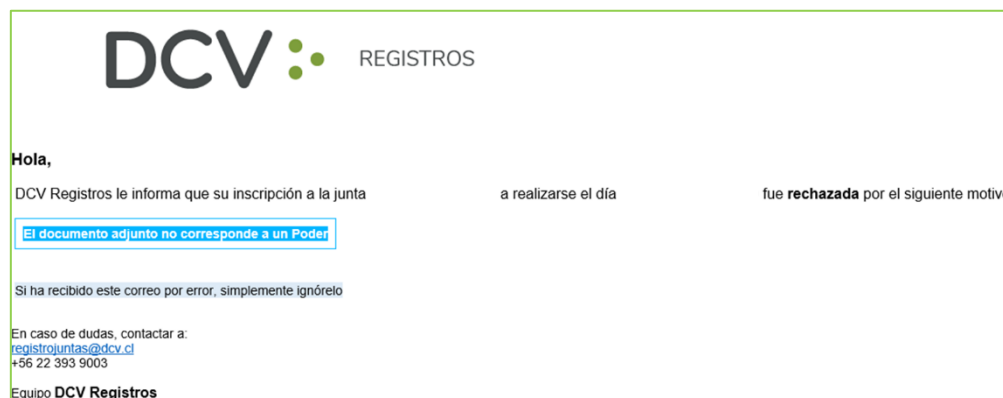 DCV REGISTROS
Hola,
DCV Registros le informa que su inscripción a la junta a realizarse el día fue rechazada por el siguiente motivo
El documento adjunto no corresponde a un Poder
Si ha recibido este correo por error, simplemente ignórelo
En caso de dudas, contactar a:
registrojuntas@dcv.cl
+56 22 393 9003
Equipo DCV Registros